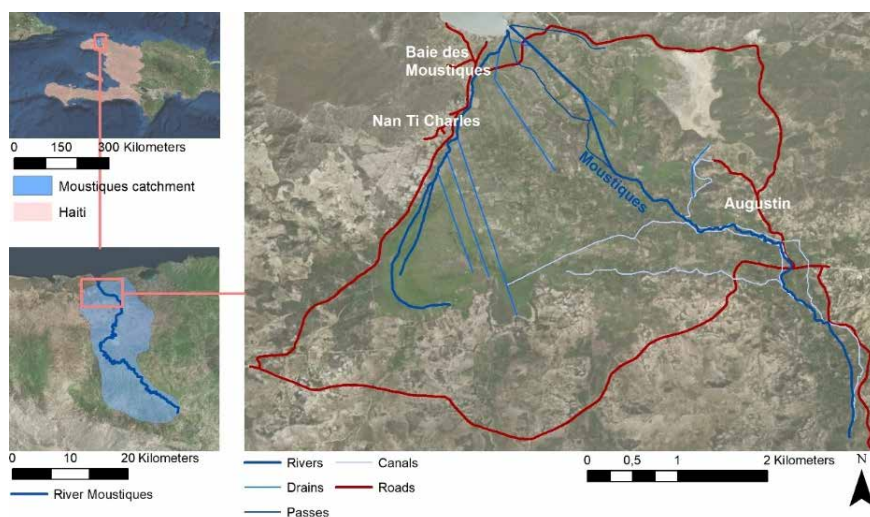 0 150 300 Kilometers
Moustiques catchment
Haiti
0 10 20 Kilometers
River Moustiques
Baie des
Moustiques
Nan Ti Charles
Moustiques
Augustin
Rivers
Canals
Drains
Roads
Passes
0 0,5 1 2 Kilometers
N